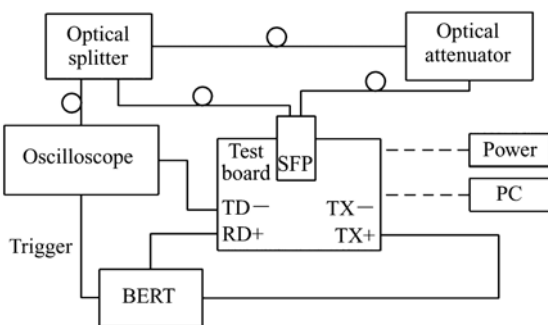 Optical
splitter
Optical
attenuator
Oscilloscope
Test
board
SFP
Power
PC
TD−
TX−
RD+
TX+
Trigger
BERT